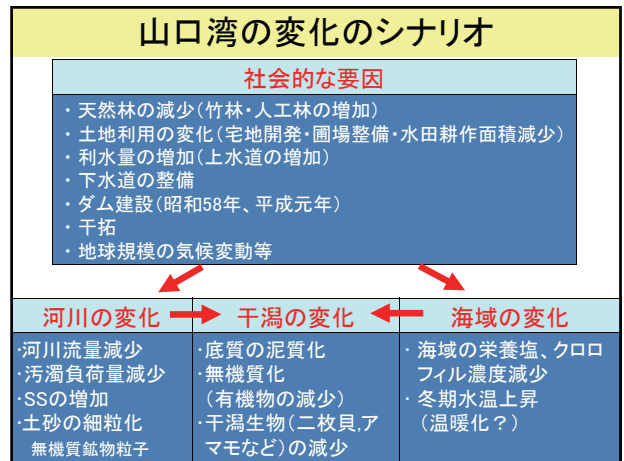 山口湾の変化のシナリオ
社会的な要因
・天然林の減少(竹林・人工林の増加)
・土地利用の変化(宅地開発・圃場整備・水田耕作面積減少)
・利水量の増加(上水道の増加)
・下水道の整備
・ダム建設(昭和58年、平成元年)
・干拓
・地球規模の気候変動等
河川の変化
・河川流量減少
・汚濁負荷量減少
・SSの増加
・土砂の細粒化
無機質鉱物粒子
干潟の変化
・底質の泥質化
・無機質化
(有機物の減少)
・干潟生物(二枚貝,ア
マモなど)の減少
海域の変化
・海域の栄養塩、クロロ
フィル濃度減少
・冬期水温上昇
(温暖化?)